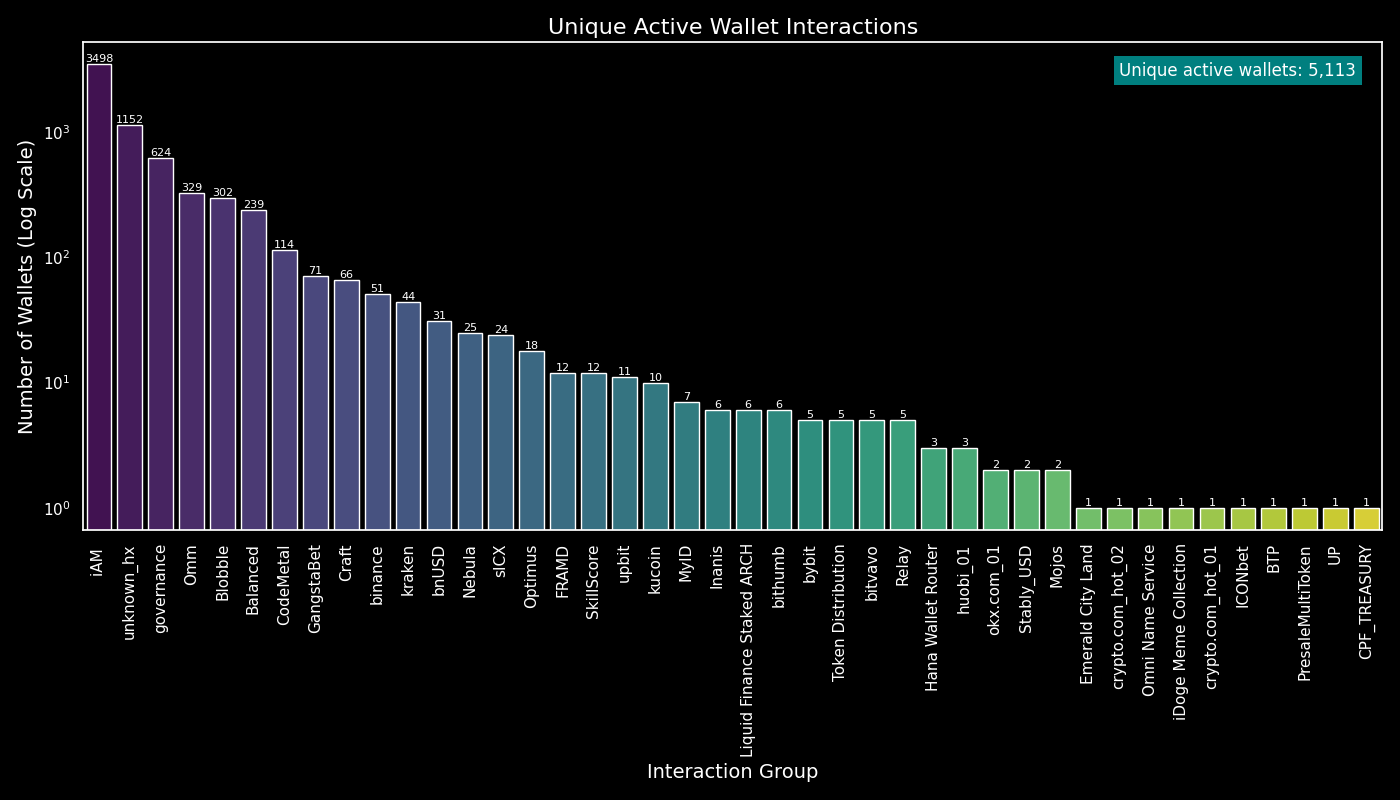 Unique Active Wallet Interactions
Unique active wallets: 5,113
Number of Wallets (Log Scale)
10³
10²
10¹
10⁰
3498
1152
624
329
302
239
114
71
66
51
44
31
25
24
18
12
12
11
10
7
6
6
6
5
5
5
5
3
3
2
2
2
1
1
1
1
1
1
1
1
1
1
iAM
unknown_hx
governance
Omm
Blobble
Balanced
CodeMetal
GangstaBet
Craft
binance
kraken
bnUSD
Nebula
sICX
Optimus
FRAMD
SkillScore
upbit
kucoin
MyID
Inanis
Liquid Finance Staked ARCH
bithumb
bybit
Token Distribution
bitvavo
Relay
Hana Wallet Router
huobi_01
okx.com_01
Stably_USD
Mojos
Emerald City Land
crypto.com_hot_02
Omni Name Service
iDoge Meme Collection
crypto.com_hot_01
ICONbet
BTP
PresaleMultiToken
UP
CPF_TREASURY
Interaction Group